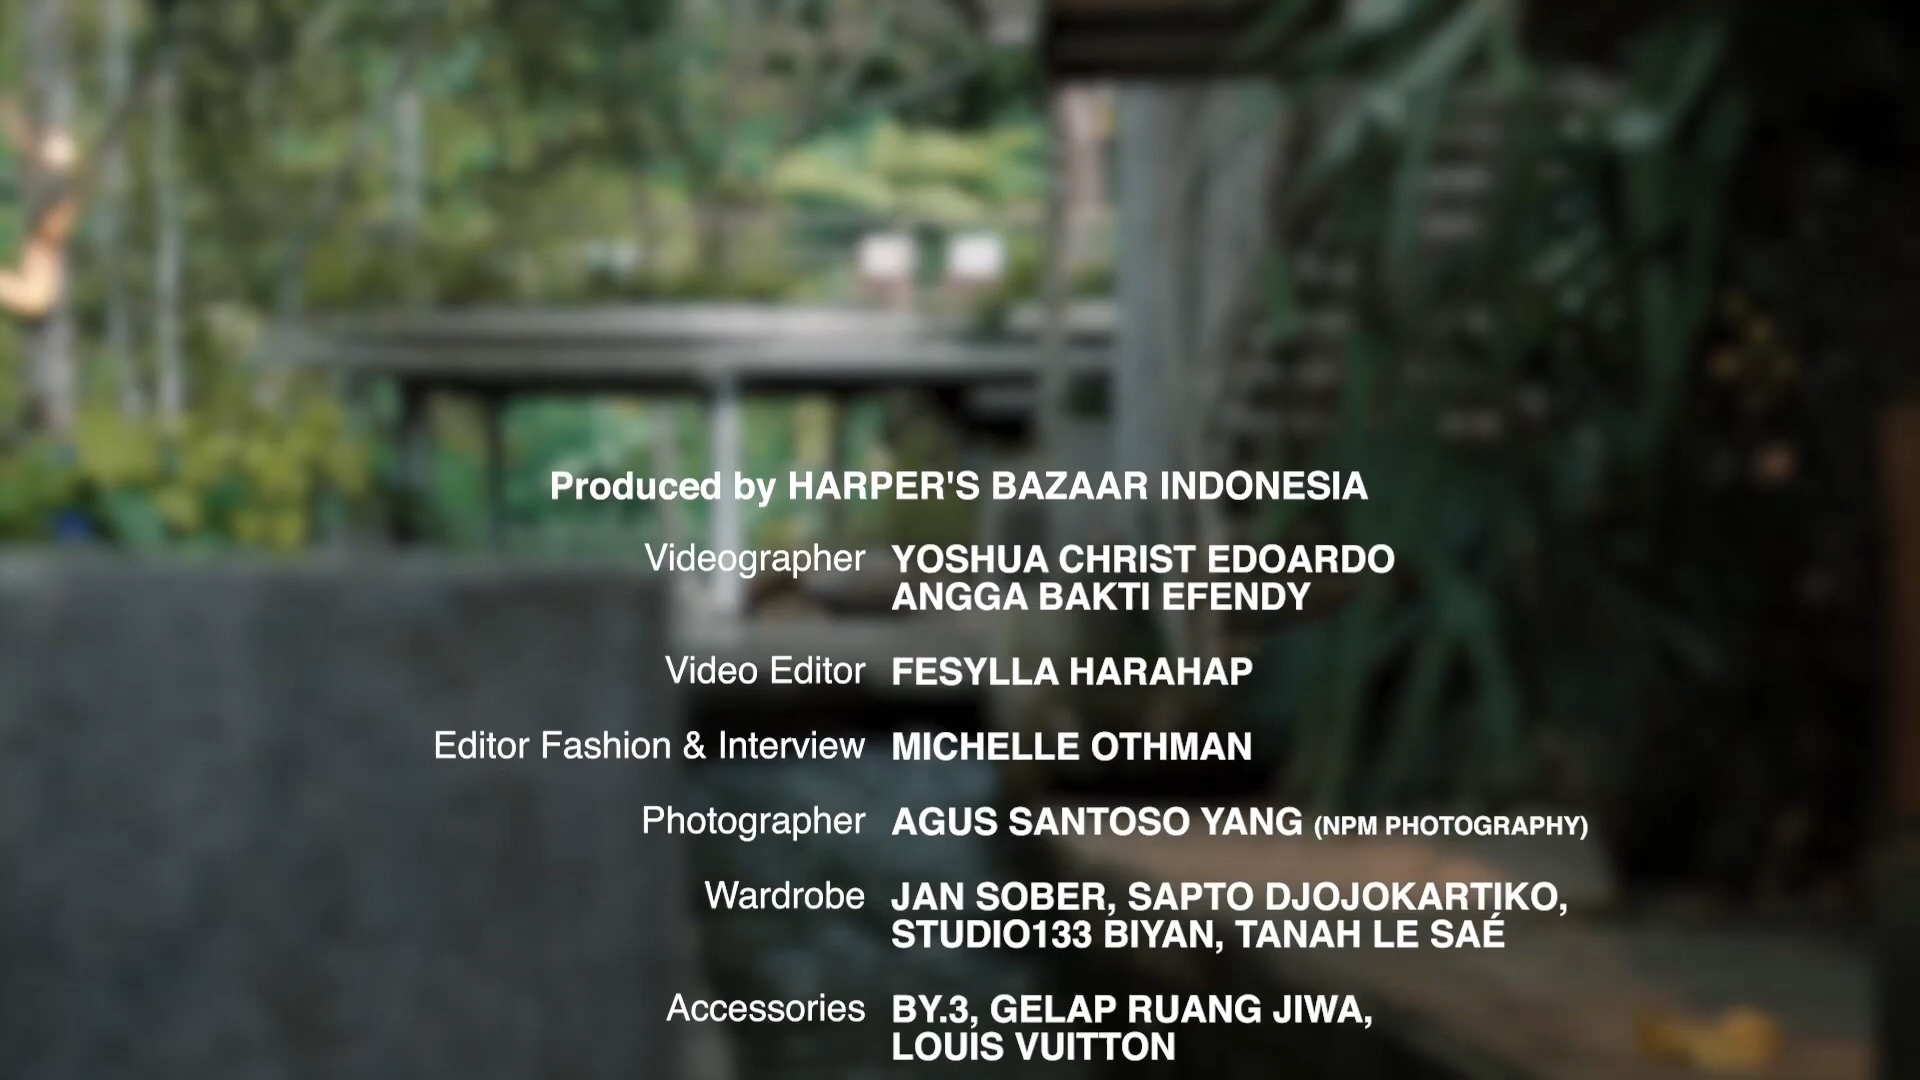 Produced by HARPER'S BAZAAR INDONESIA
Videographer YOSHUA CHRIST EDOARDO
ANGGA BAKTI EFENDY
Video Editor FESYLLA HARAHAP
Editor Fashion & Interview MICHELLE OTHMAN
Photographer AGUS SANTOSO YANG (NPM PHOTOGRAPHY)
Wardrobe JAN SOBER, SAPTO DJOJOKARTIKO,
STUDIO133 BIYAN, TANAH LE SAÉ
Accessories BY.3, GELAP RUANG JIWA,
LOUIS VUITTON